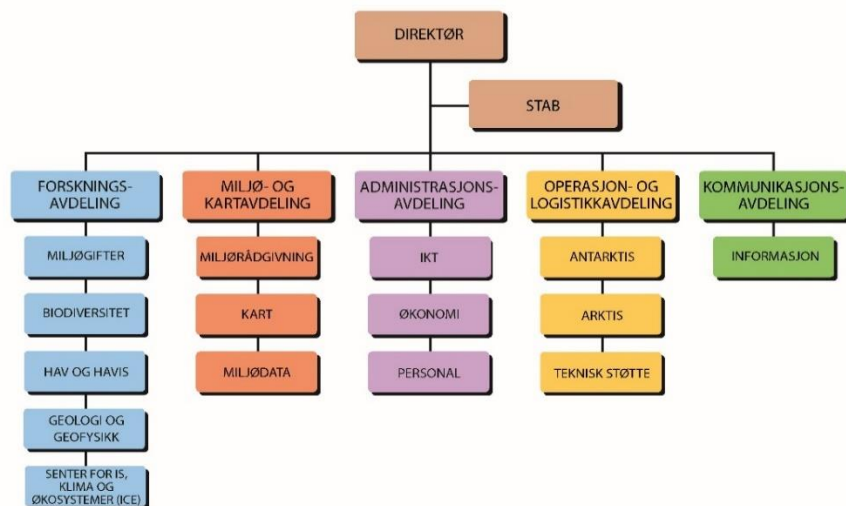 DIREKTØR
STAB
FORSKNINGS-
AVDELING
MILJØ- OG
KARTAVDELING
ADMINISTRASJONS-
AVDELING
OPERASJON- OG
LOGISTIKKAVDELING
KOMMUNIKASJONS-
AVDELING
MILJØGIFTER
BIODIVERSITET
HAV OG HAVIS
GEOLOGI OG
GEOFYSIKK
SENTER FOR IS,
KLIMA OG
ØKOSYSTEMER (ICE)
MILJØRÅDGIVNING
KART
MILJØDATA
IKT
ØKONOMI
PERSONAL
ANTARKTIS
ARKTIS
TEKNISK STØTTE
INFORMASJON